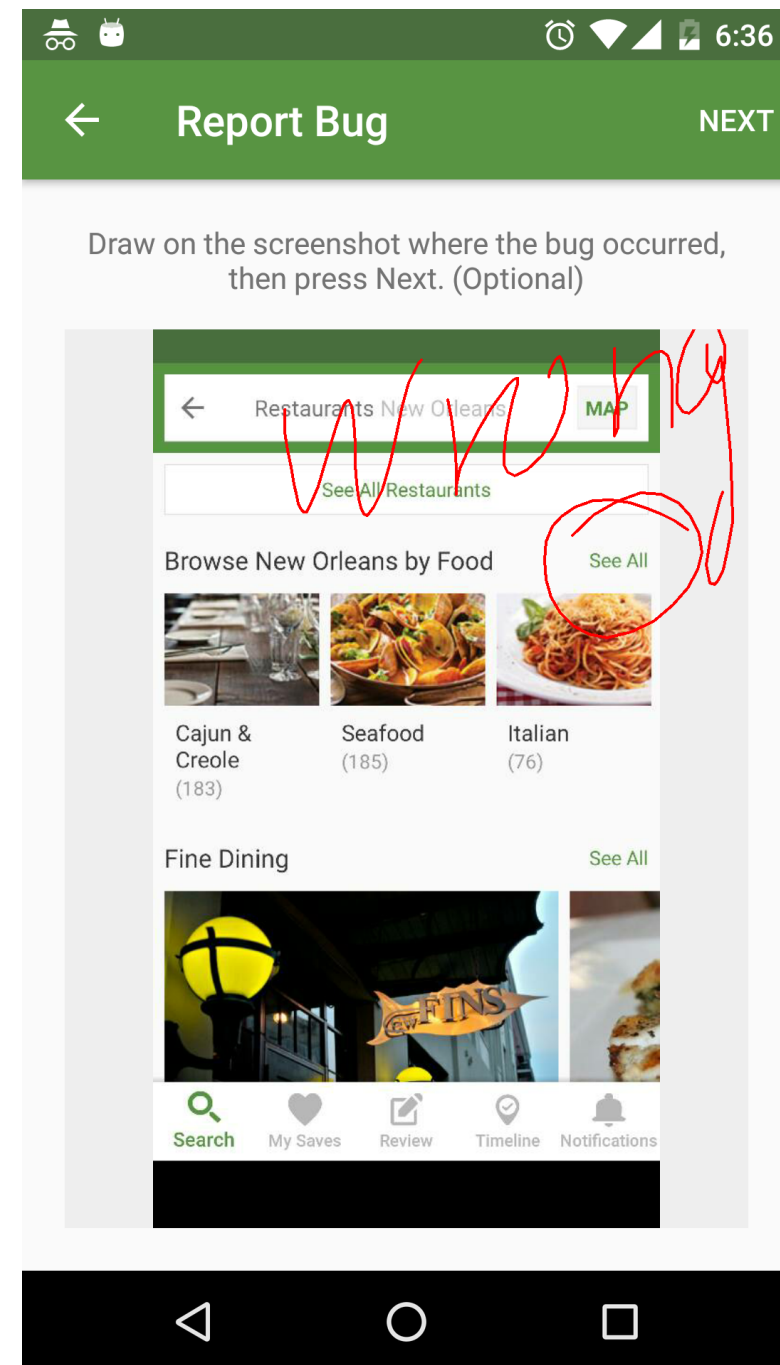 6:36
Report Bug NEXT
Draw on the screenshot where the bug occurred,
then press Next. (Optional)
Wrong
Restaurants New Orleans MAP
See All Restaurants
Browse New Orleans by Food See All
Cajun & Creole (183)
Seafood (185)
Italian (76)
Fine Dining See All
GW FINS
Search My Saves Review Timeline Notifications